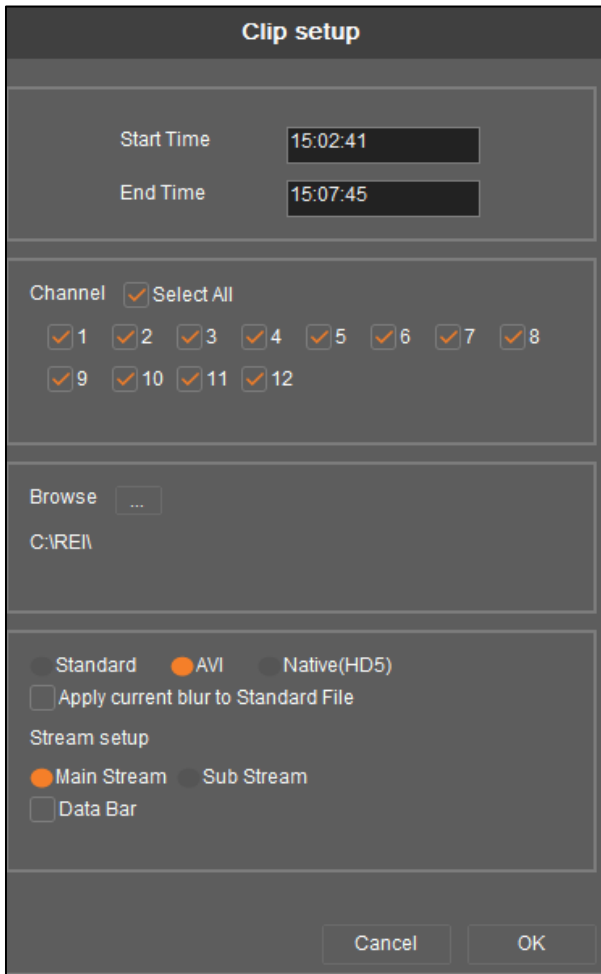 Clip setup
Start Time 15:02:41
End Time 15:07:45
Channel Select All
1 2 3 4 5 6 7 8
9 10 11 12
Browse ...
C:\REI\
Standard AVI Native(HD5)
Apply current blur to Standard File
Stream setup
Main Stream Sub Stream
Data Bar
Cancel OK